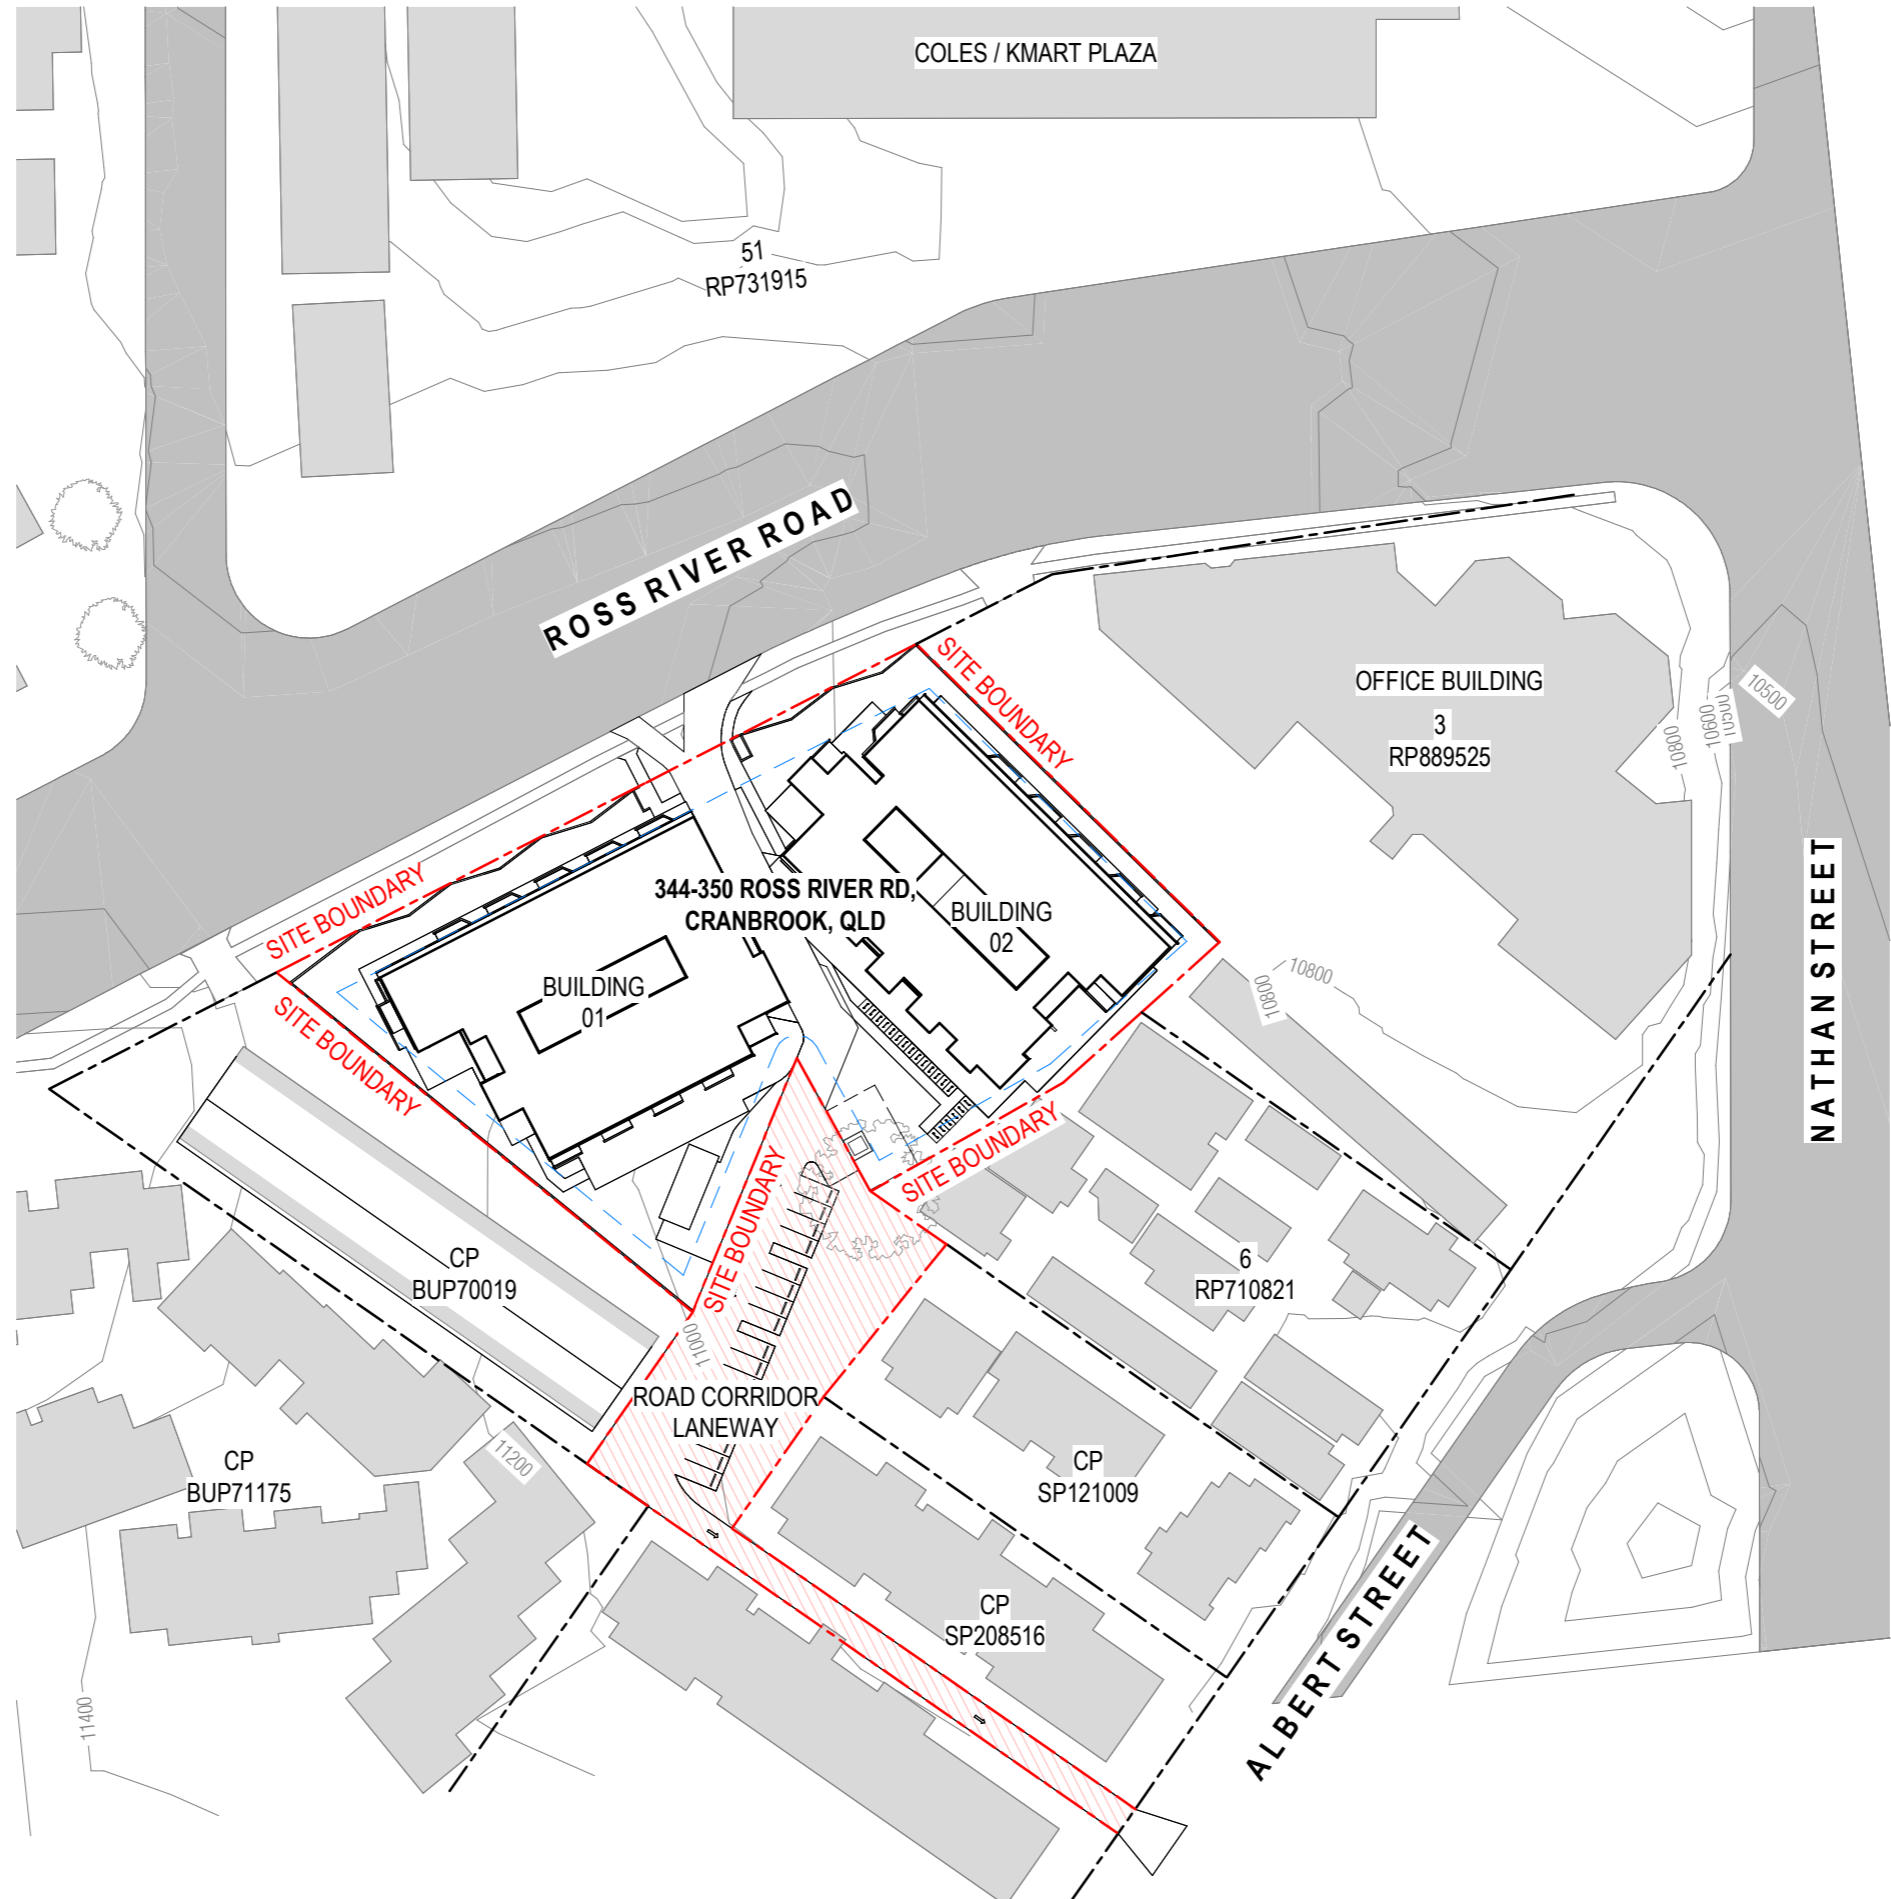 COLES / KMART PLAZA
51
RP731915
ROSS RIVER ROAD
SITE BOUNDARY
OFFICE BUILDING
3
RP889525
10500
10500
10600
10800
NATHAN STREET
SITE BOUNDARY
344-350 ROSS RIVER RD,
CRANBROOK, QLD
BUILDING
02
BUILDING
01
10800
10800
SITE BOUNDARY
SITE BOUNDARY
SITE BOUNDARY
CP
BUP70019
6
RP710821
11000
ROAD CORRIDOR
LANEWAY
11200
CP
BUP71175
CP
SP121009
CP
SP208516
ALBERT STREET
11400